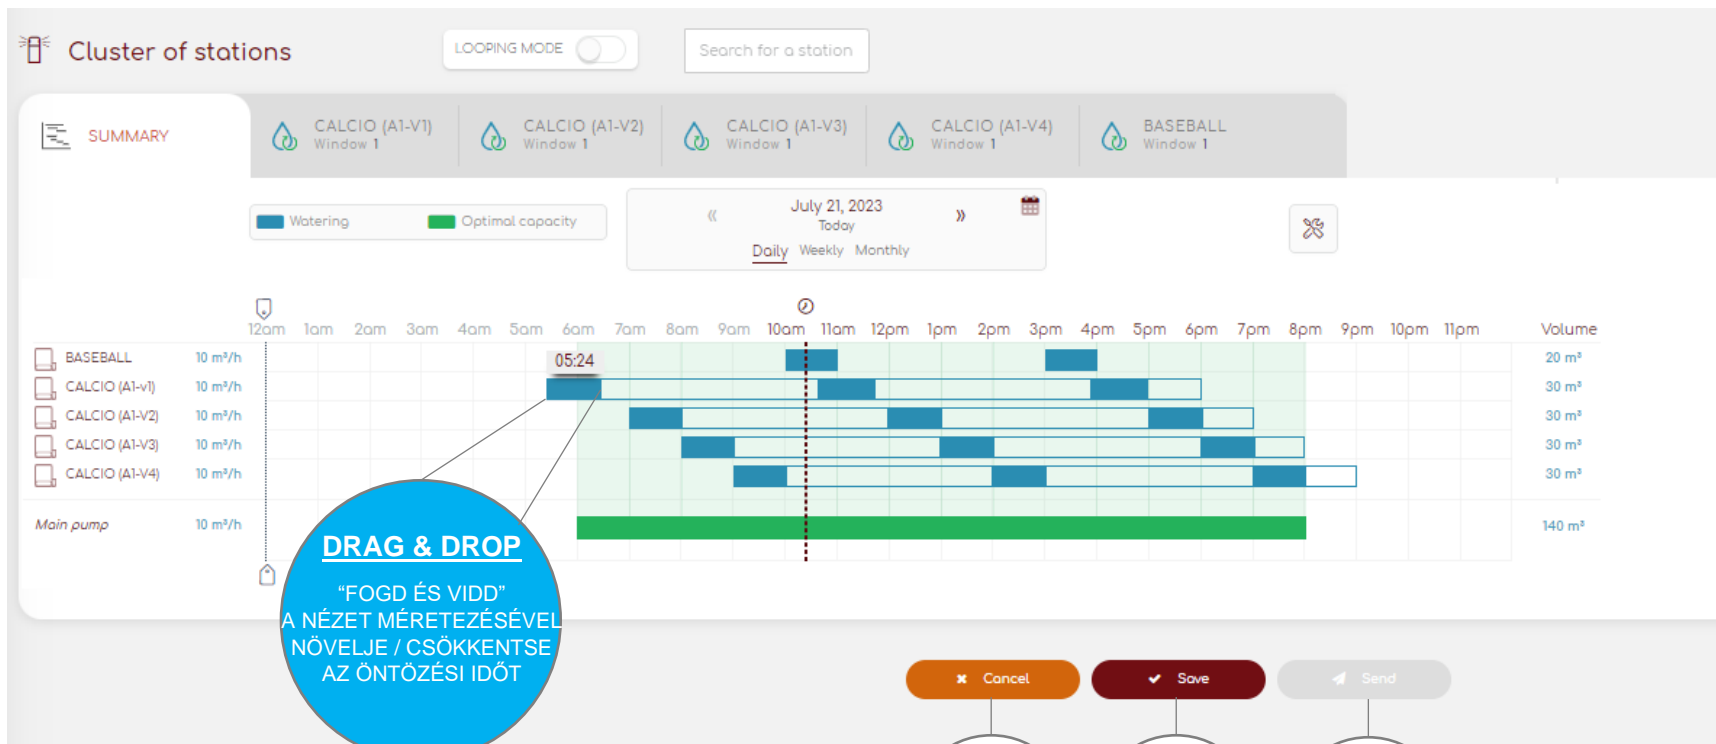 Cluster of stations
LOOPING MODE
Search for a station
SUMMARY
CALCIO (A1-V1)
Window 1
CALCIO (A1-V2)
Window 1
CALCIO (A1-V3)
Window 1
CALCIO (A1-V4)
Window 1
BASEBALL
Window 1
Watering
Optimal capacity
« July 21, 2023 »
Today
Daily Weekly Monthly
12am 1am 2am 3am 4am 5am 6am 7am 8am 9am 10am 11am 12pm 1pm 2pm 3pm 4pm 5pm 6pm 7pm 8pm 9pm 10pm 11pm Volume
BASEBALL 10 m³/h 05:24 20 m³
CALCIO (A1-v1) 10 m³/h 30 m³
CALCIO (A1-V2) 10 m³/h 30 m³
CALCIO (A1-V3) 10 m³/h 30 m³
CALCIO (A1-V4) 10 m³/h 30 m³
Main pump 10 m³/h 140 m³
DRAG & DROP
“FOGD ÉS VIDD”
A NÉZET MÉRETEZÉSÉVEL
NÖVELJE / CSÖKKENTSE
AZ ÖNTÖZÉSI IDŐT
Cancel
Save
Send